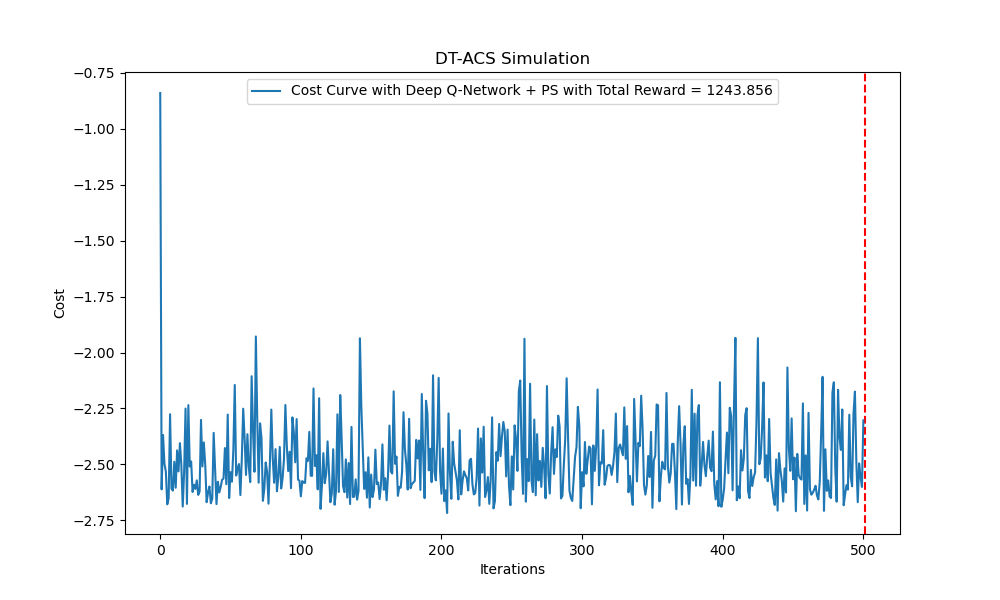 DT-ACS Simulation
Cost Curve with Deep Q-Network + PS with Total Reward = 1243.856
Cost
−0.75
−1.00
−1.25
−1.50
−1.75
−2.00
−2.25
−2.50
−2.75
0 100 200 300 400 500
Iterations